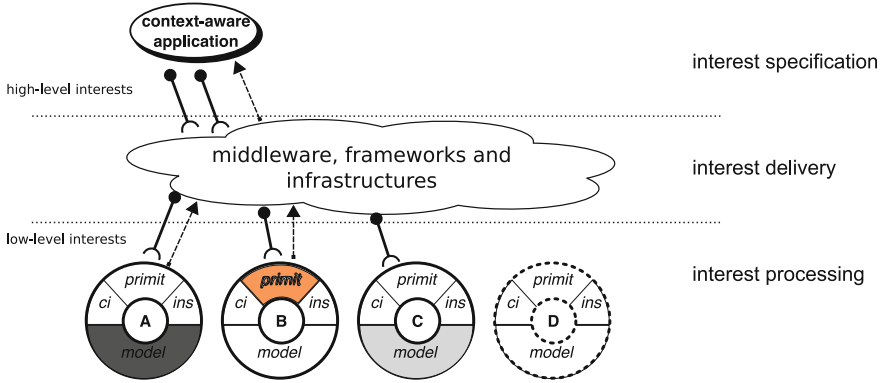 context-aware
application
interest specification
high-level interests
middleware, frameworks and
infrastructures
interest delivery
low-level interests
interest processing
primit
ci
ins
A
model
primit
ci
ins
B
model
primit
ci
ins
C
model
primit
ci
ins
D
model